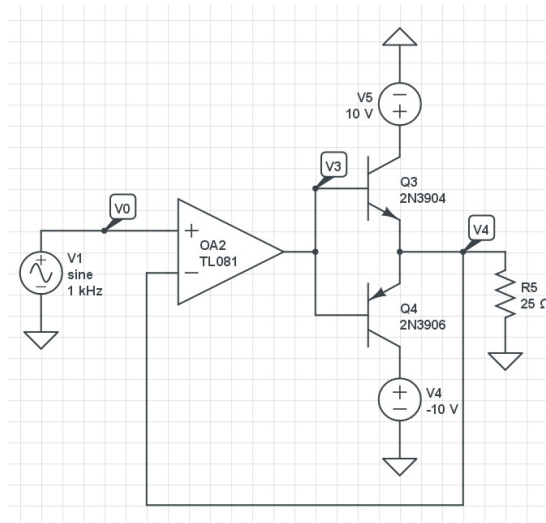 V5
10 V
V3
Q3
2N3904
V0
V4
+
OA2
TL081
−
V1
sine
1 kHz
R5
25 Ω
Q4
2N3906
V4
-10 V